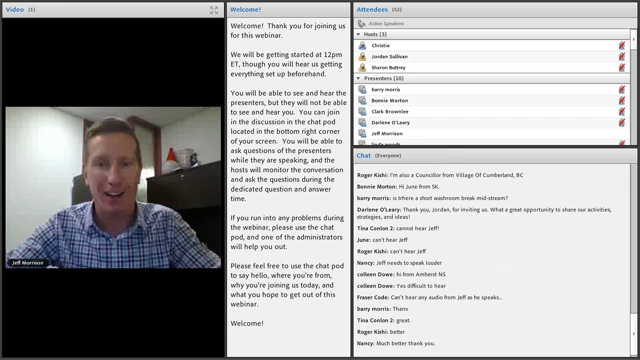 Video (1)
Jeff Morrison
Welcome!
Welcome! Thank you for joining us
for this webinar.
We will be getting started at 12pm
ET, though you will hear us getting
everything set up beforehand.
You will be able to see and hear the
presenters, but they will not be able
to see and hear you. You can join
in the discussion in the chat pod
located in the bottom right corner
of your screen. You will be able to
ask questions of the presenters
while they are speaking, and the
hosts will monitor the conversation
and ask the questions during the
dedicated question and answer
time.
If you run into any problems during
the webinar, please use the chat
pod, and one of the administrators
will help you out.
Please feel free to use the chat pod
to say hello, where you're from,
why you're joining us today, and
what you hope to get out of this
webinar.
Welcome!
Attendees (52)
Active Speakers
Hosts (3)
Christie
Jordan Sullivan
Sharon Buttrey
Presenters (10)
barry morris
Bonnie Morton
Clark Brownlee
Darlene O'Leary
Jeff Morrison
Chat (Everyone)
Roger Kishi: I'm also a Councillor from Village Of Cumberland, BC
Bonnie Morton: Hi June from SK.
barry morris: is trhere a short washroom break mid-stream?
Darlene O'Leary: Thank you, Jordan, for inviting us. What a great opportunity to share our activities,
strategies, and ideas!
Tina Conlon 2: cannot hear Jeff!
June: can't hear Jeff
Roger Kishi: can't hear Jeff
Nancy: Jeff needs to speak louder
colleen Dowe: hi from Amherst NS
colleen Dowe: Yes difficult to hear
Fraser Code: Can't hear any audio from Jeff as he speaks...
barry morris: Thanx
Tina Conlon 2: great.
Roger Kishi: better
Nancy: Much better thank you.